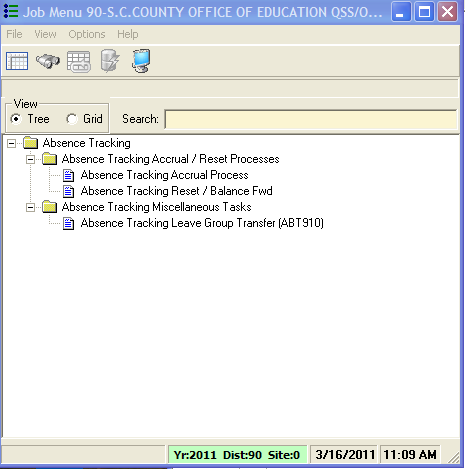 Job Menu 90-S.C.COUNTY OFFICE OF EDUCATION QSS/O...
File View Options Help
View
Tree Grid Search:
Absence Tracking
Absence Tracking Accrual / Reset Processes
Absence Tracking Accrual Process
Absence Tracking Reset / Balance Fwd
Absence Tracking Miscellaneous Tasks
Absence Tracking Leave Group Transfer (ABT910)
Yr:2011 Dist:90 Site:0 3/16/2011 11:09 AM